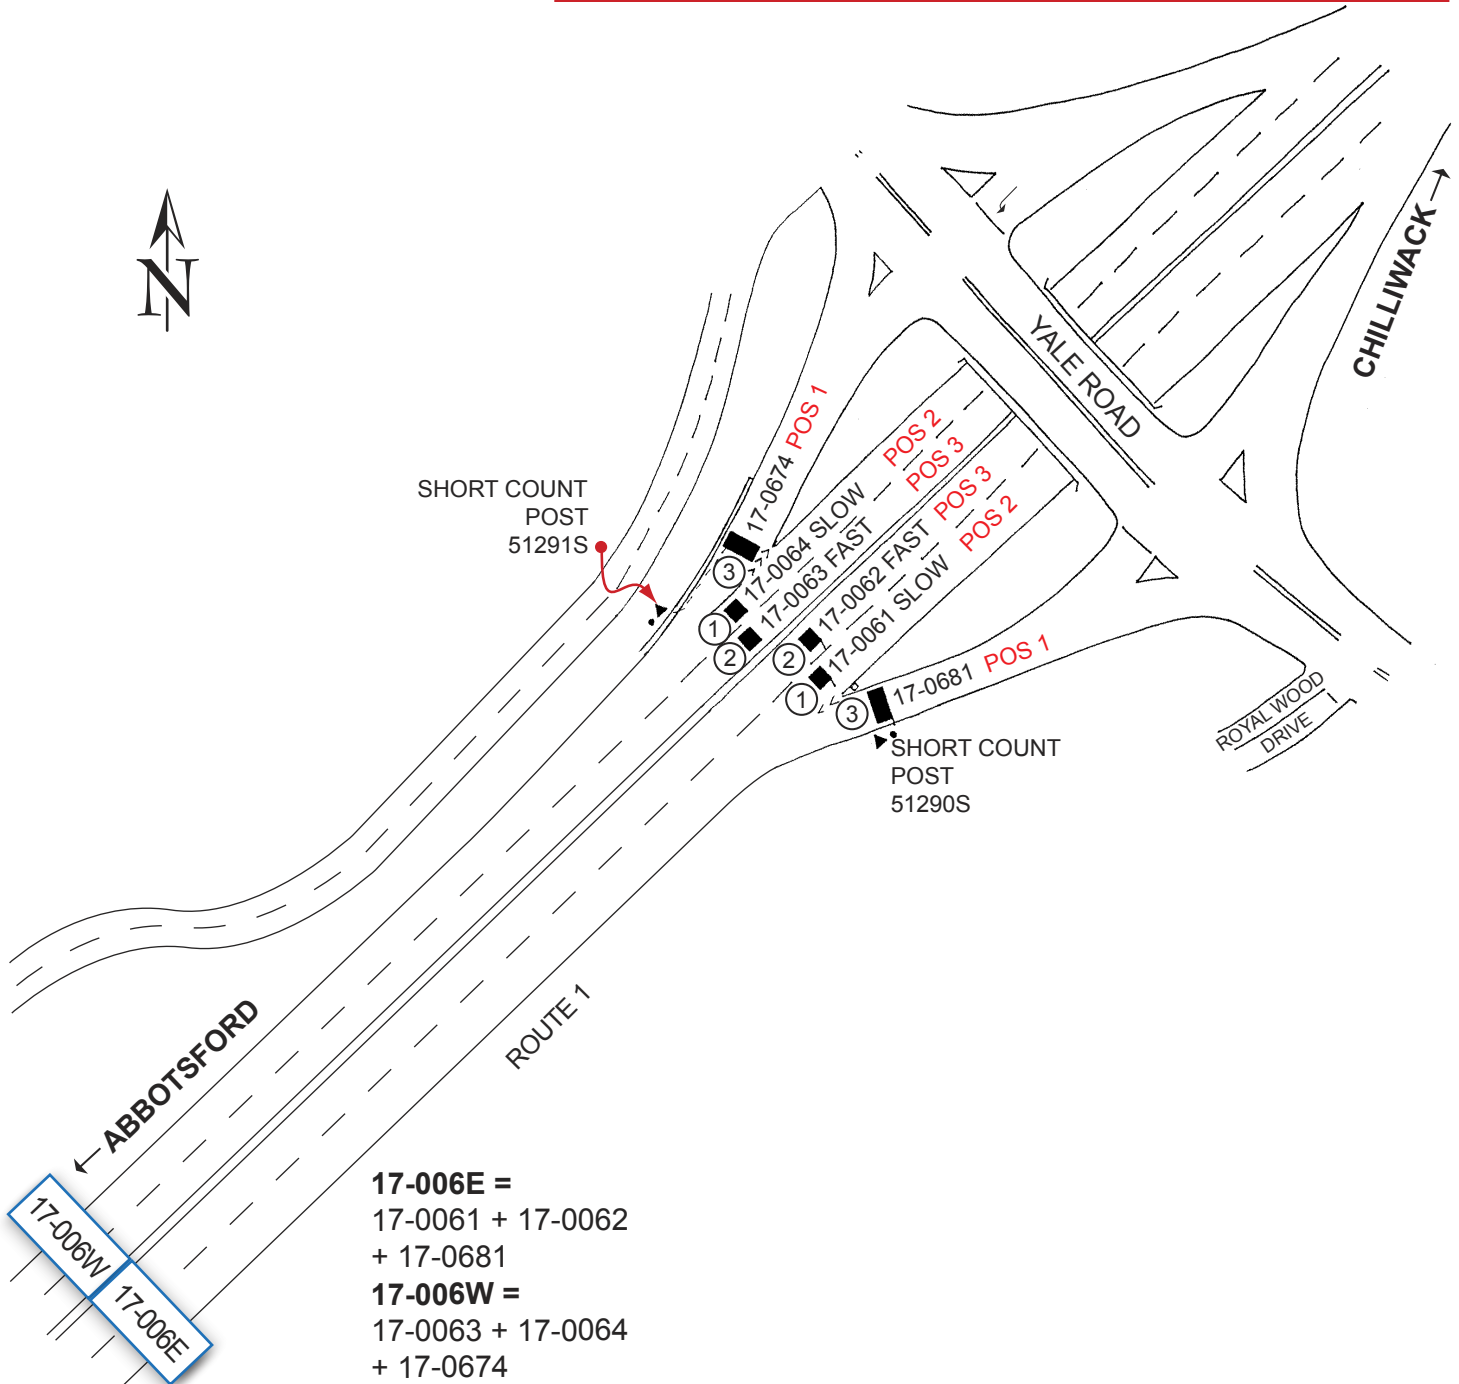 N
CHILLIWACK
YALE ROAD
17-0674 POS 1
POS 2
POS 3
POS 3
POS 2
SHORT COUNT
POST
51291S
17-0064 SLOW
17-0063 FAST
17-0062 FAST
17-0061 SLOW
3
1
2
2
1
3
17-0681 POS 1
ROYAL WOOD
DRIVE
SHORT COUNT
POST
51290S
ROUTE 1
ABBOTSFORD
17-006W
17-006E
17-006E =
17-0061 + 17-0062
+ 17-0681
17-006W =
17-0063 + 17-0064
+ 17-0674